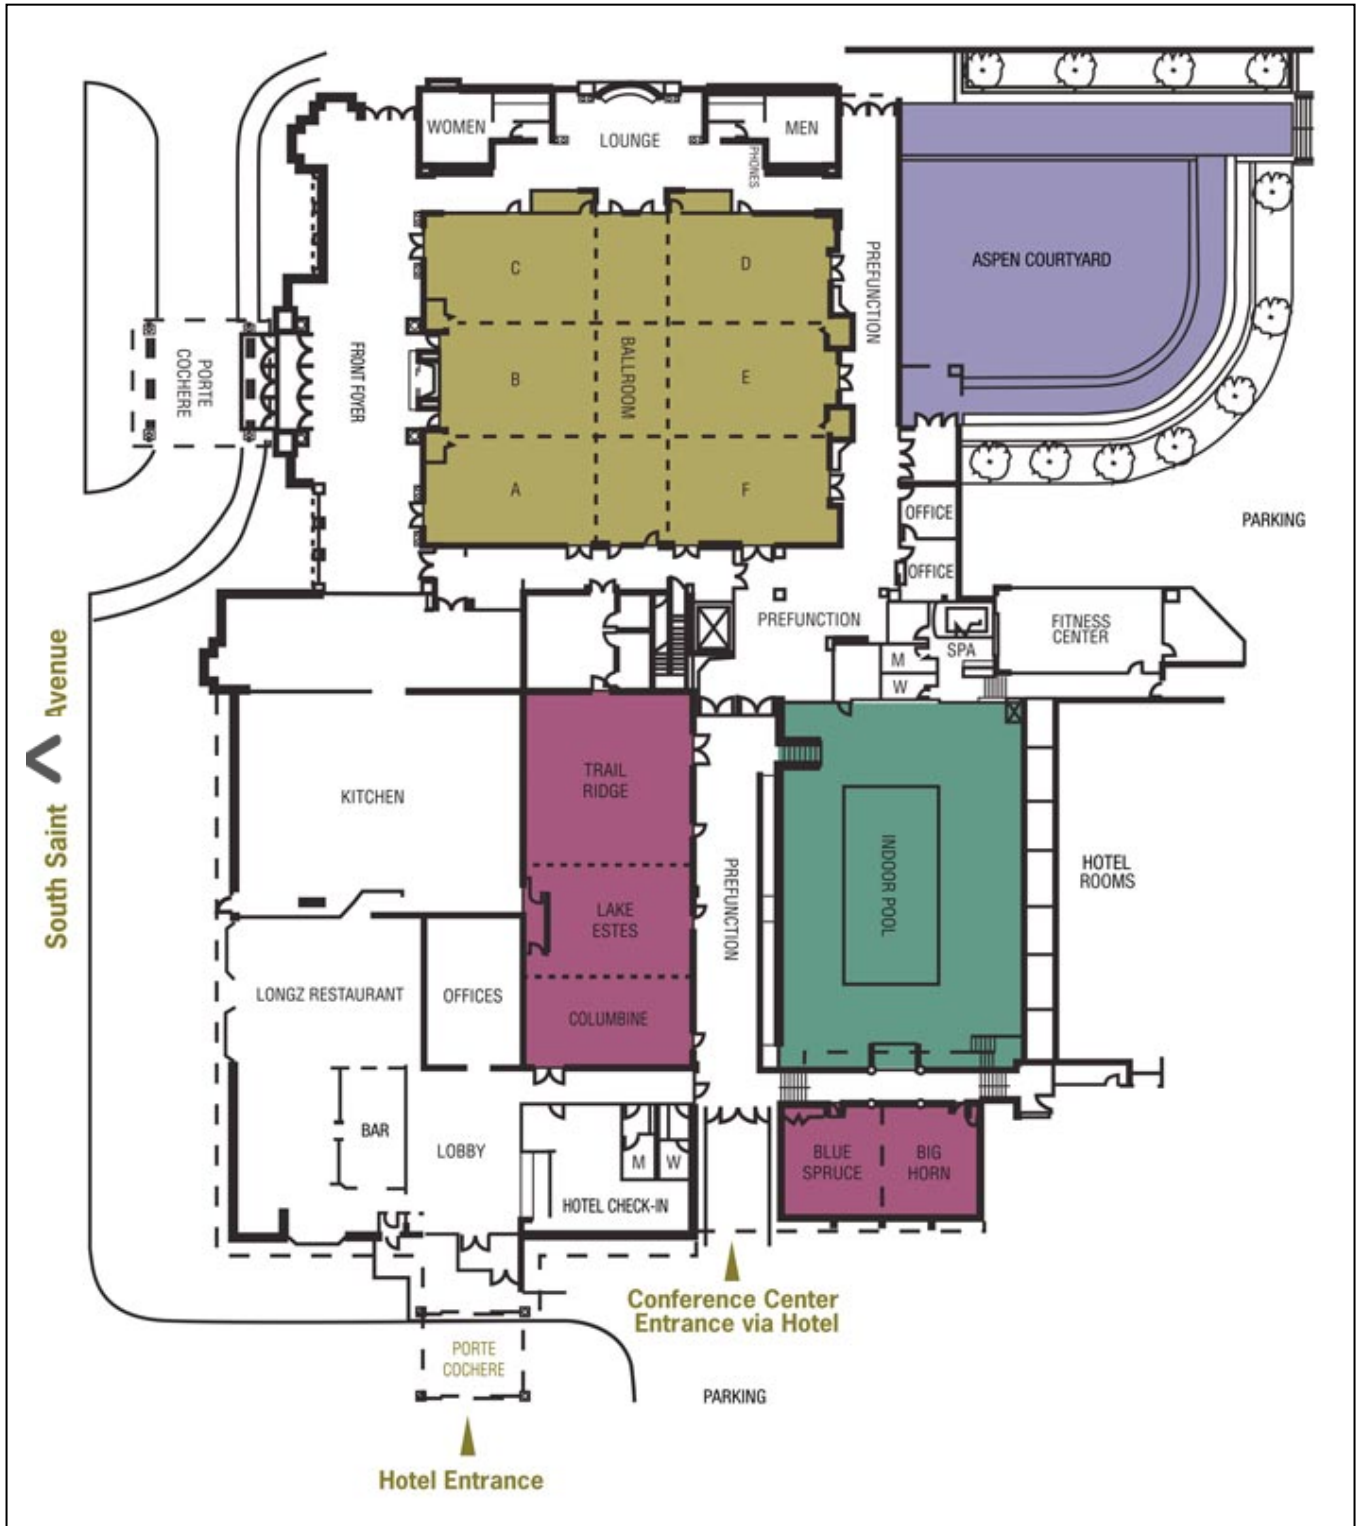 WOMEN
LOUNGE
MEN
PHONES
C
D
PREFUNCTION
ASPEN COURTYARD
PORTE
COCHERE
FRONT FOYER
B
BALLROOM
E
A
F
OFFICE
PARKING
OFFICE
PREFUNCTION
FITNESS
CENTER
SPA
M
W
South Saint
Avenue
TRAIL
RIDGE
KITCHEN
LAKE
ESTES
PREFUNCTION
INDOOR POOL
HOTEL
ROOMS
LONGZ RESTAURANT
OFFICES
COLUMBINE
BAR
LOBBY
M
W
HOTEL CHECK-IN
BLUE
SPRUCE
BIG
HORN
Conference Center
Entrance via Hotel
PORTE
COCHERE
PARKING
Hotel Entrance